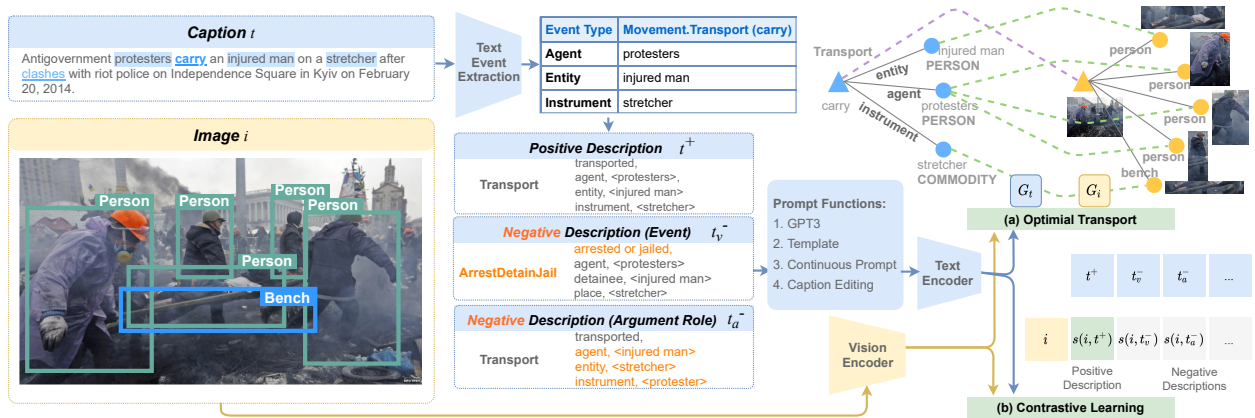 Caption t
Antigovernment protesters carry an injured man on a stretcher after
clashes with riot police on Independence Square in Kyiv on February
20, 2014.
Image i
Person
Person
Person
Person
Person
Bench
Text
Event
Extraction
Event Type
Movement.Transport (carry)
Agent
protesters
Entity
injured man
Instrument
stretcher
Positive Description t+
Transport
transported,
agent, <protesters>,
entity, <injured man>
instrument, <stretcher>
Negative Description (Event) tv-
ArrestDetainJail
arrested or jailed,
agent, <protesters>
detainee, <injured man>
place, <stretcher>
Negative Description (Argument Role) ta-
Transport
transported,
agent, <injured man>
entity, <stretcher>
instrument, <protester>
Prompt Functions:
1. GPT3
2. Template
3. Continuous Prompt
4. Caption Editing
Text
Encoder
Vision
Encoder
Transport
carry
entity
agent
instrument
injured man
PERSON
protesters
PERSON
stretcher
COMMODITY
person
person
person
person
bench
Gt
Gi
(a) Optimial Transport
t+
tv-
ta-
...
i
s(i, t+)
s(i, tv-)
s(i, ta-)
...
Positive
Description
Negative
Descriptions
(b) Contrastive Learning